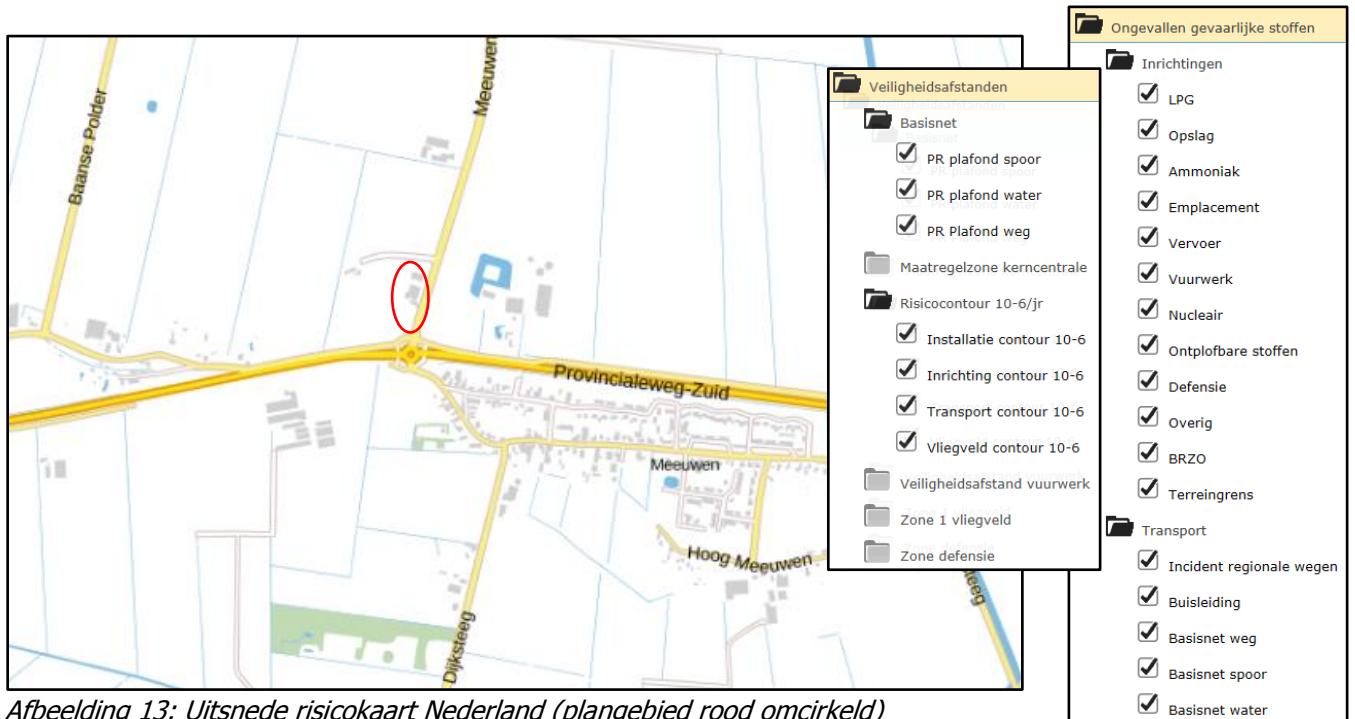 Baanse Polder
Meeuwen
Provincialeweg-Zuid
Meeuwen
Hoog Meeuwen
Dijksteeg
steeg
Veiligheidsafstanden
Basisnet
PR plafond spoor
PR plafond water
PR Plafond weg
Maatregelzone kerncentrale
Risicocontour 10-6/jr
Installatie contour 10-6
Inrichting contour 10-6
Transport contour 10-6
Vliegveld contour 10-6
Veiligheidsafstand vuurwerk
Zone 1 vliegveld
Zone defensie
Ongevallen gevaarlijke stoffen
Inrichtingen
LPG
Opslag
Ammoniak
Emplacement
Vervoer
Vuurwerk
Nucleair
Ontplofbare stoffen
Defensie
Overig
BRZO
Terreingrens
Transport
Incident regionale wegen
Buisleiding
Basisnet weg
Basisnet spoor
Basisnet water
Afbeelding 13: Uitsnede risicokaart Nederland (plangebied rood omcirkeld)